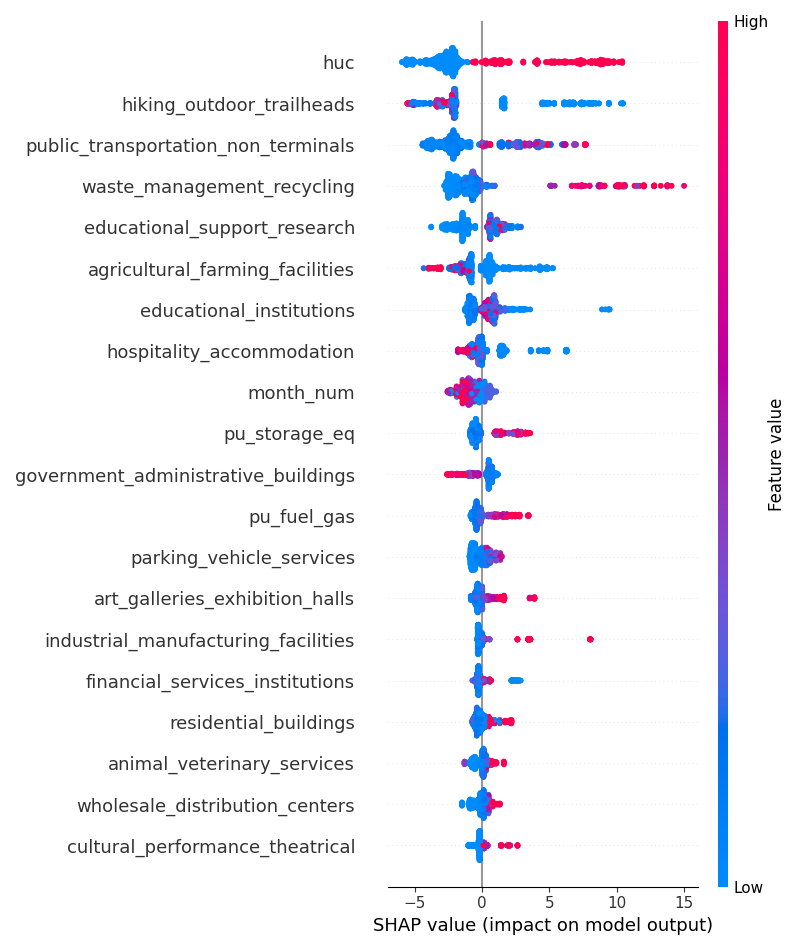 High
huc
hiking_outdoor_trailheads
public_transportation_non_terminals
waste_management_recycling
educational_support_research
agricultural_farming_facilities
educational_institutions
hospitality_accommodation
month_num
pu_storage_eq
government_administrative_buildings
pu_fuel_gas
parking_vehicle_services
art_galleries_exhibition_halls
industrial_manufacturing_facilities
financial_services_institutions
residential_buildings
animal_veterinary_services
wholesale_distribution_centers
cultural_performance_theatrical
Feature value
Low
−5 0 5 10 15
SHAP value (impact on model output)